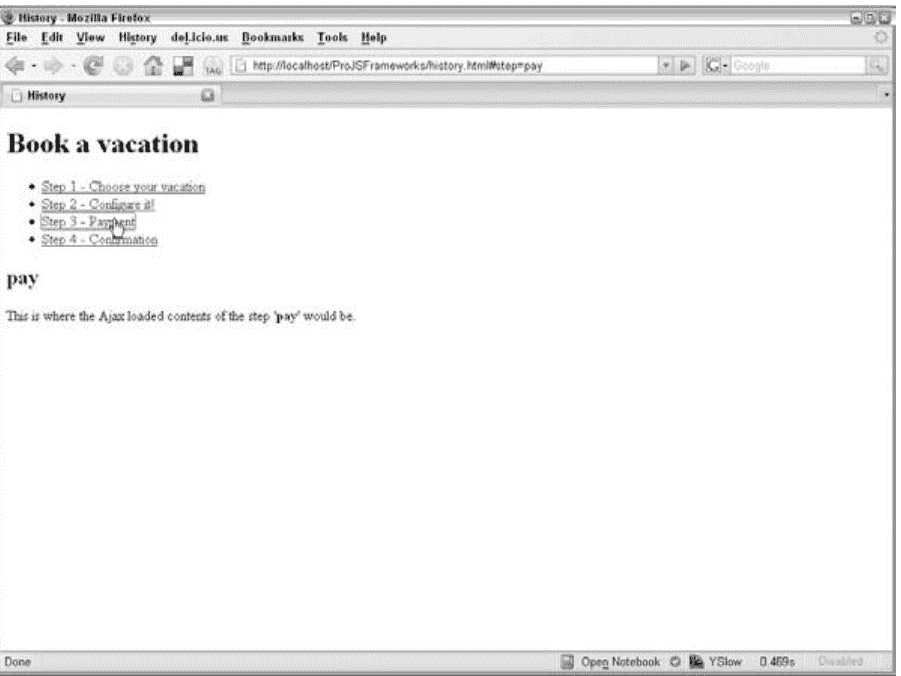 History - Mozilla Firefox
File Edit View History del.icio.us Bookmarks Tools Help
TAG http://localhost/ProJSFrameworks/history.html#step=pay G Google
History
Book a vacation
• Step 1 - Choose your vacation
• Step 2 - Configure it!
• Step 3 - Payment
• Step 4 - Confirmation
pay
This is where the Ajax loaded contents of the step 'pay' would be.
Done Open Notebook YSlow 0.469s Disabled